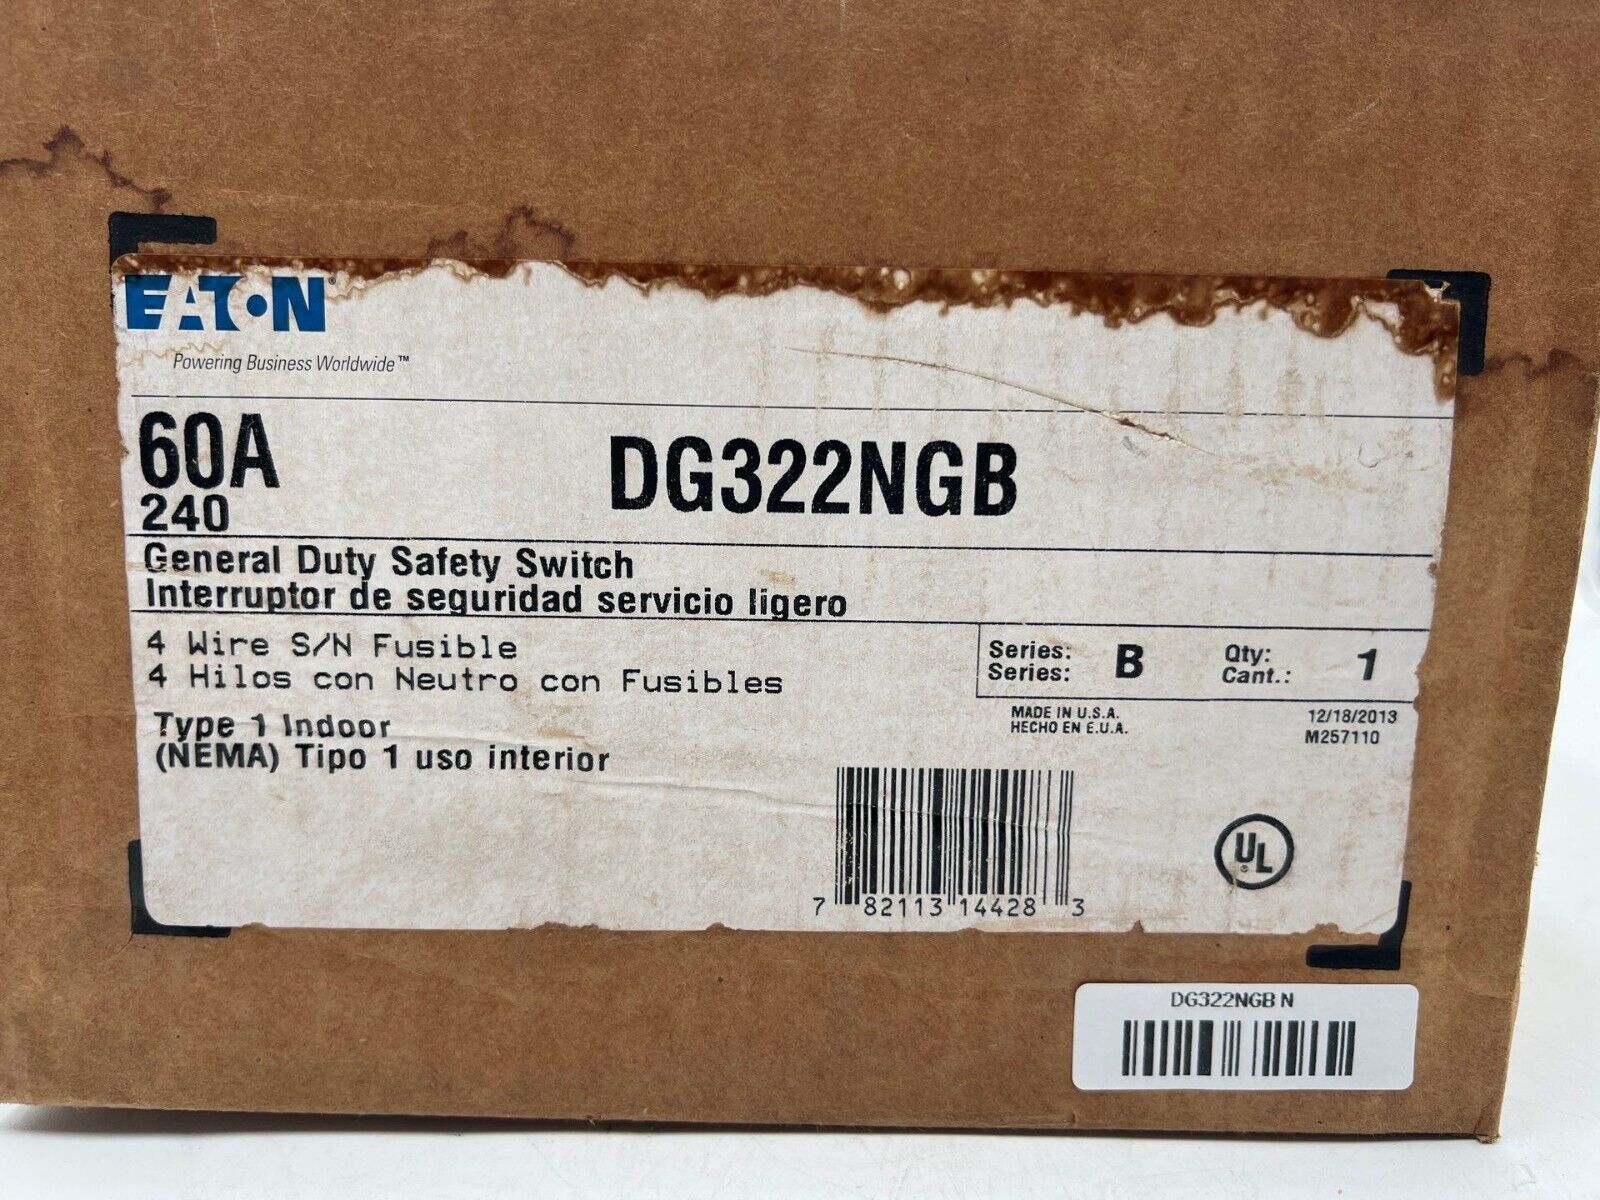 EATON
Powering Business Worldwide™
60A
240
DG322NGB
General Duty Safety Switch
Interruptor de seguridad servicio ligero
4 Wire S/N Fusible
4 Hilos con Neutro con Fusibles
Series: B Qty: 1
Series: Cant.:
Type 1 Indoor
(NEMA) Tipo 1 uso interior
MADE IN U.S.A. 12/18/2013
HECHO EN E.U.A. M257110
UL
7 82113 14428 3
DG322NGB N